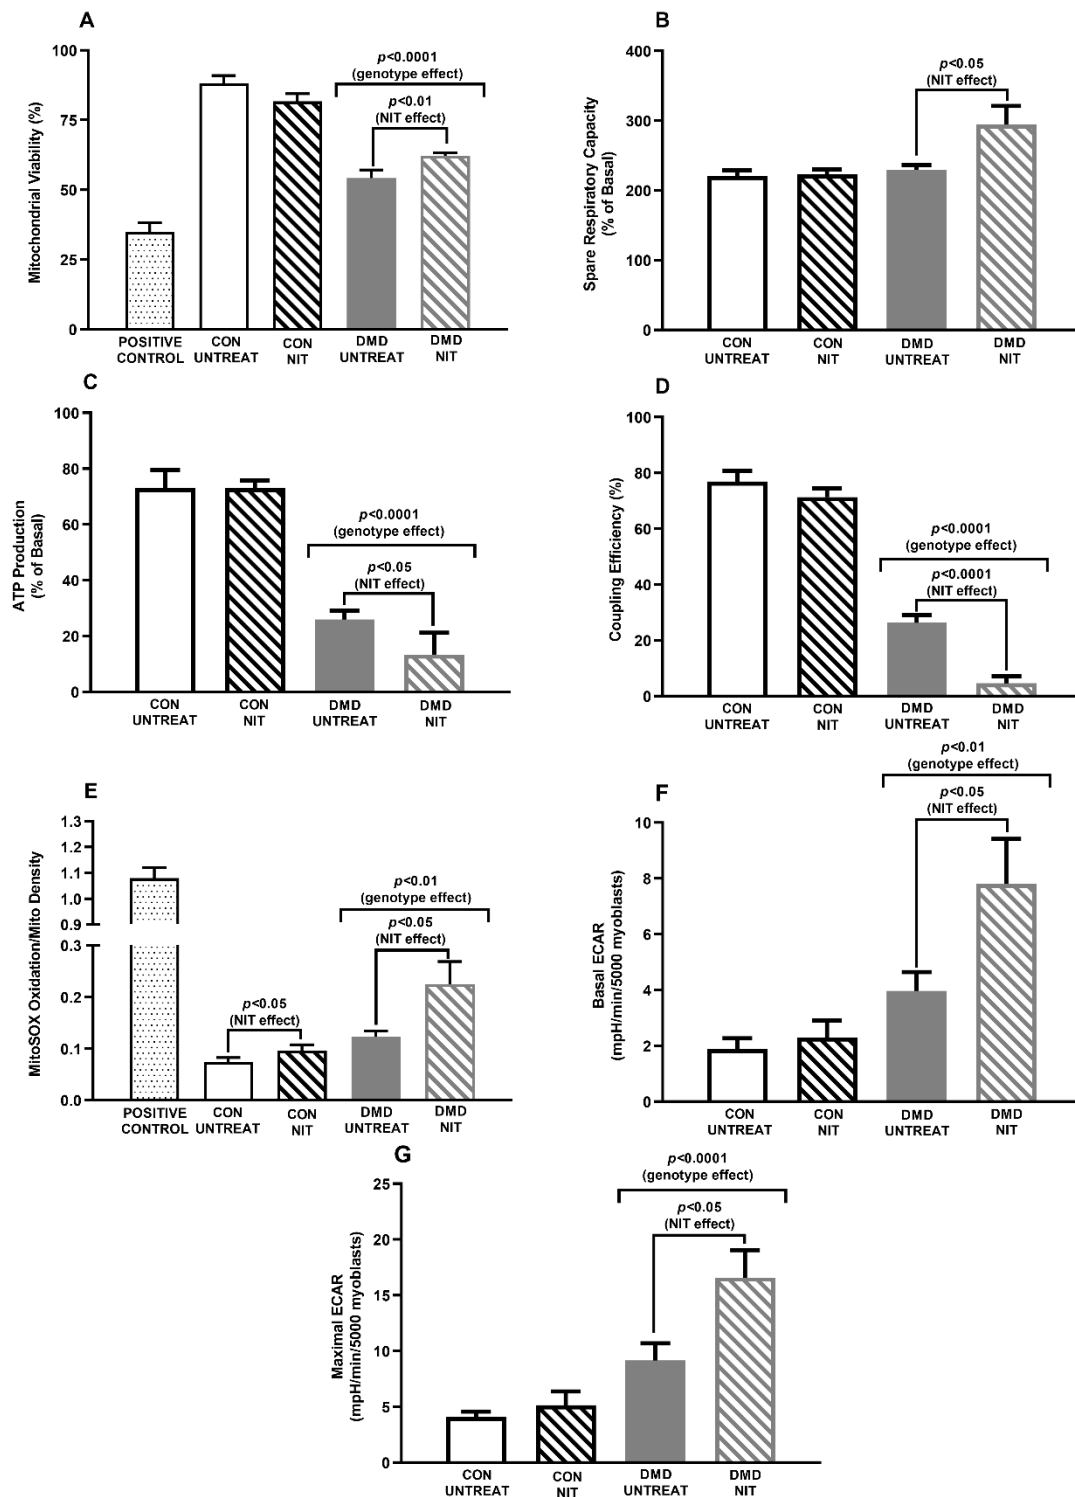 A
Mitochondrial Viability (%)
100
75
50
25
0
p<0.0001
(genotype effect)
p<0.01
(NIT effect)
POSITIVE
CONTROL
CON
UNTREAT
CON
NIT
DMD
UNTREAT
DMD
NIT
B
Spare Respiratory Capacity
(% of Basal)
400
300
200
100
0
p<0.05
(NIT effect)
CON
UNTREAT
CON
NIT
DMD
UNTREAT
DMD
NIT
C
ATP Production
(% of Basal)
100
80
60
40
20
0
p<0.0001
(genotype effect)
p<0.05
(NIT effect)
CON
UNTREAT
CON
NIT
DMD
UNTREAT
DMD
NIT
D
Coupling Efficiency (%)
100
80
60
40
20
0
p<0.0001
(genotype effect)
p<0.0001
(NIT effect)
CON
UNTREAT
CON
NIT
DMD
UNTREAT
DMD
NIT
E
MitoSOX Oxidation/Mito Density
1.3
1.2
1.1
1.0
0.9
0.3
0.2
0.1
0.0
p<0.01
(genotype effect)
p<0.05
(NIT effect)
p<0.05
(NIT effect)
POSITIVE
CONTROL
CON
UNTREAT
CON
NIT
DMD
UNTREAT
DMD
NIT
F
Basal ECAR
(mpH/min/5000 myoblasts)
10
8
6
4
2
0
p<0.01
(genotype effect)
p<0.05
(NIT effect)
CON
UNTREAT
CON
NIT
DMD
UNTREAT
DMD
NIT
G
Maximal ECAR
(mpH/min/5000 myoblasts)
25
20
15
10
5
0
p<0.0001
(genotype effect)
p<0.05
(NIT effect)
CON
UNTREAT
CON
NIT
DMD
UNTREAT
DMD
NIT